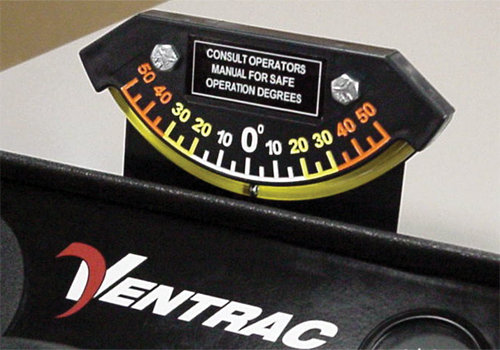 CONSULT OPERATORS
MANUAL FOR SAFE
OPERATION DEGREES
50 40 30 20 10 0° 10 20 30 40 50
VENTRAC